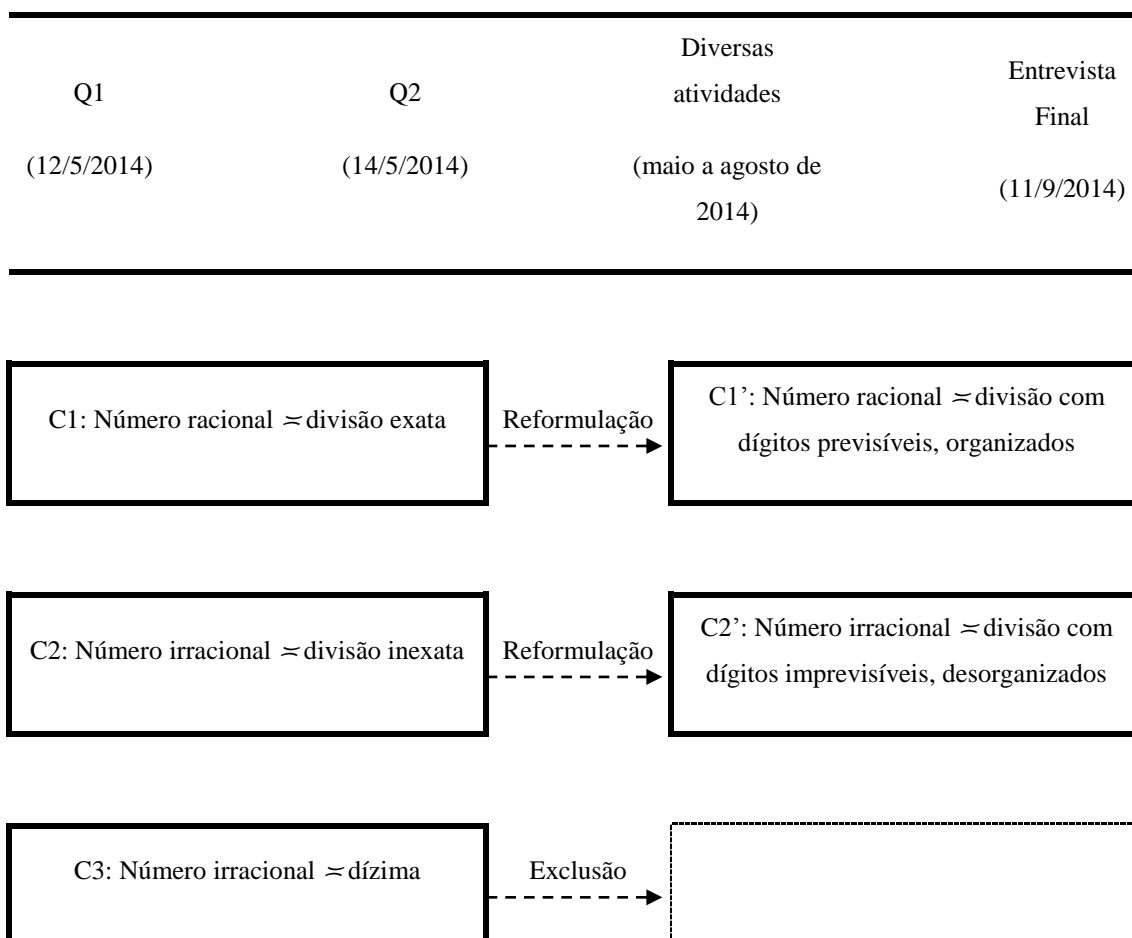 Q1
(12/5/2014)
Q2
(14/5/2014)
Diversas
atividades
(maio a agosto de
2014)
Entrevista
Final
(11/9/2014)
C1: Número racional ≍ divisão exata
Reformulação
C1’: Número racional ≍ divisão com
dígitos previsíveis, organizados
C2: Número irracional ≍ divisão inexata
Reformulação
C2’: Número irracional ≍ divisão com
dígitos imprevisíveis, desorganizados
C3: Número irracional ≍ dízima
Exclusão